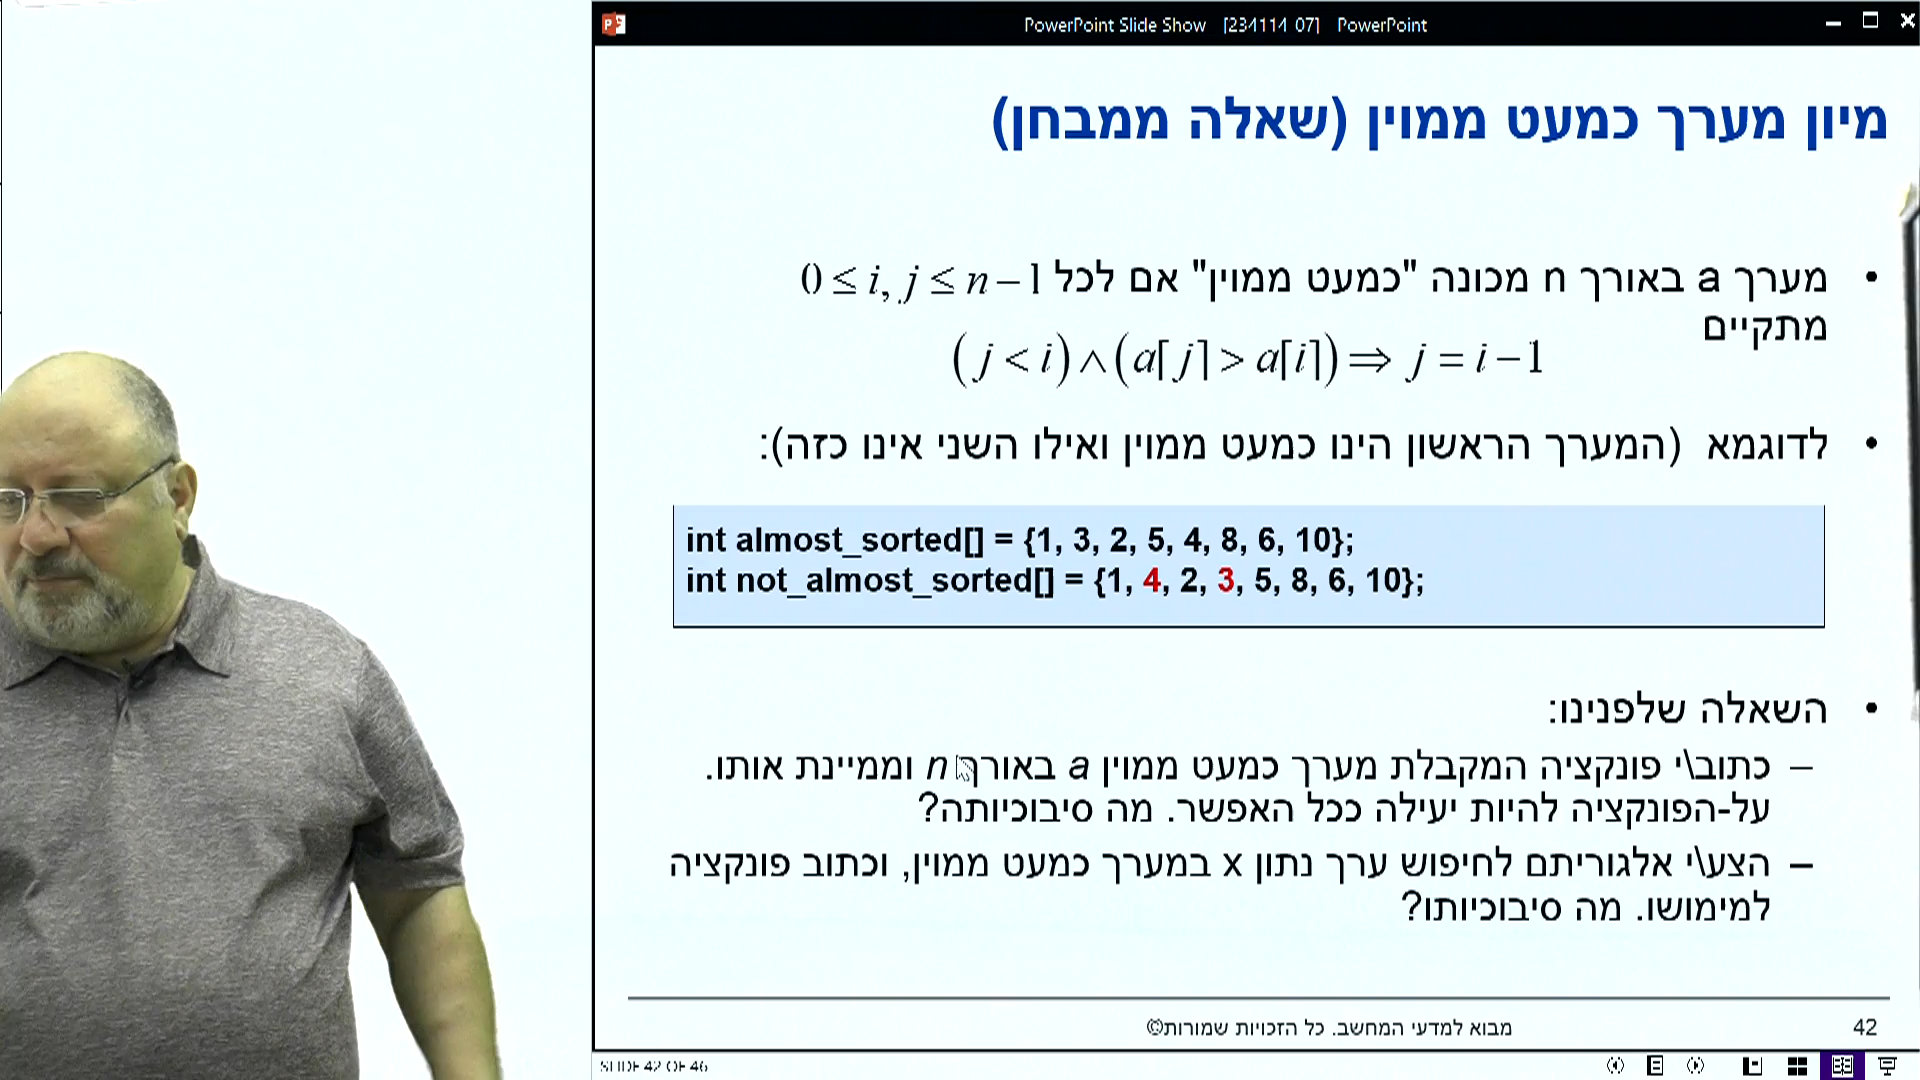 PowerPoint Slide Show [234114 07] PowerPoint
מיון מערך כמעט ממוין (שאלה ממבחן)
• מערך a באורך n מכונה "כמעט ממוין" אם לכל 0 ≤ i, j ≤ n − 1
מתקיים
(j < i) ∧ (a[j] > a[i]) ⇒ j = i − 1
• לדוגמא (המערך הראשון הינו כמעט ממוין ואילו השני אינו כזה):
int almost_sorted[] = {1, 3, 2, 5, 4, 8, 6, 10};
int not_almost_sorted[] = {1, 4, 2, 3, 5, 8, 6, 10};
• השאלה שלפנינו:
– כתוב\י פונקציה המקבלת מערך כמעט ממוין a באורך n וממיינת אותו.
על-הפונקציה להיות יעילה ככל האפשר. מה סיבוכיותה?
– הצע\י אלגוריתם לחיפוש ערך נתון x במערך כמעט ממוין, וכתוב פונקציה
למימושו. מה סיבוכיותו?
מבוא למדעי המחשב. כל הזכויות שמורות©
42
SLIDE 42 OF 46